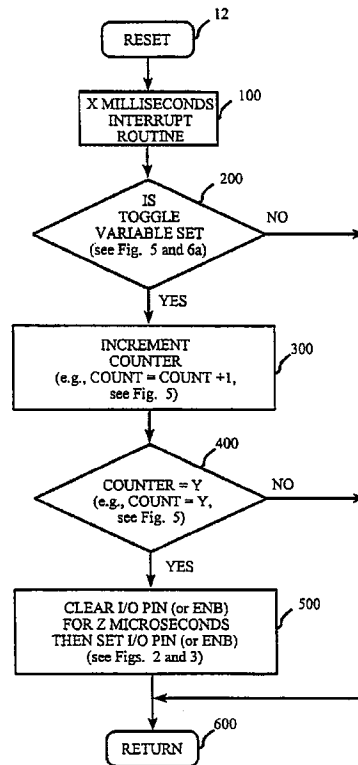 12
RESET
100
X MILLISECONDS
INTERRUPT
ROUTINE
200
IS
TOGGLE
VARIABLE SET
(see Fig. 5 and 6a)
NO
YES
INCREMENT
COUNTER
(e.g., COUNT = COUNT +1,
see Fig. 5)
300
400
COUNTER = Y
(e.g., COUNT = Y,
see Fig. 5)
NO
YES
500
CLEAR I/O PIN (or ENB)
FOR Z MICROSECONDS
THEN SET I/O PIN (or ENB)
(see Figs. 2 and 3)
600
RETURN